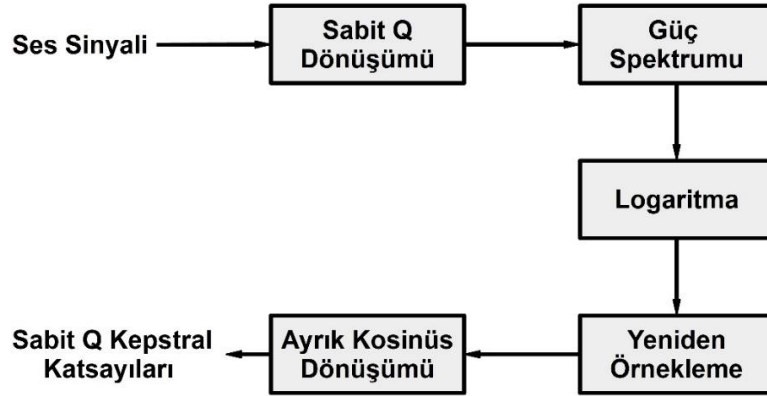 Ses Sinyali
Sabit Q
Dönüşümü
Güç
Spektrumu
Logaritma
Yeniden
Örnekleme
Ayrık Kosinüs
Dönüşümü
Sabit Q Kepstral
Katsayıları